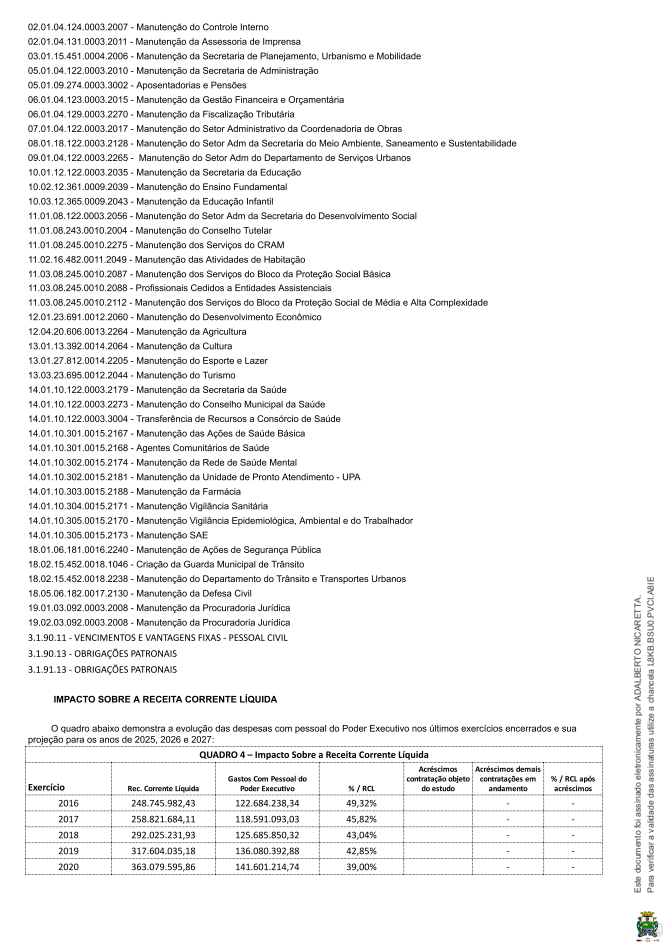 02.01.04.124.0003.2007 - Manutenção do Controle Interno
02.01.04.131.0003.2011 - Manutenção da Assessoria de Imprensa
03.01.15.451.0004.2006 - Manutenção da Secretaria de Planejamento, Urbanismo e Mobilidade
05.01.04.122.0003.2010 - Manutenção da Secretaria de Administração
05.01.09.274.0003.3002 - Aposentadorias e Pensões
06.01.04.123.0003.2015 - Manutenção da Gestão Financeira e Orçamentária
06.01.04.129.0003.2270 - Manutenção da Fiscalização Tributária
07.01.04.122.0003.2017 - Manutenção do Setor Administrativo da Coordenadoria de Obras
08.01.18.122.0003.2128 - Manutenção do Setor Adm da Secretaria do Meio Ambiente, Saneamento e Sustentabilidade
09.01.04.122.0003.2265 - Manutenção do Setor Adm do Departamento de Serviços Urbanos
10.01.12.122.0003.2035 - Manutenção da Secretaria da Educação
10.02.12.361.0009.2039 - Manutenção do Ensino Fundamental
10.03.12.365.0009.2043 - Manutenção da Educação Infantil
11.01.08.122.0003.2056 - Manutenção do Setor Adm da Secretaria do Desenvolvimento Social
11.01.08.243.0010.2004 - Manutenção do Conselho Tutelar
11.01.08.245.0010.2275 - Manutenção dos Serviços do CRAM
11.02.16.482.0011.2049 - Manutenção das Atividades de Habitação
11.03.08.245.0010.2087 - Manutenção dos Serviços do Bloco da Proteção Social Básica
11.03.08.245.0010.2088 - Profissionais Cedidos a Entidades Assistenciais
11.03.08.245.0010.2112 - Manutenção dos Serviços do Bloco da Proteção Social de Média e Alta Complexidade
12.01.23.691.0012.2060 - Manutenção do Desenvolvimento Econômico
12.04.20.606.0013.2264 - Manutenção da Agricultura
13.01.13.392.0014.2064 - Manutenção da Cultura
13.01.27.812.0014.2205 - Manutenção do Esporte e Lazer
13.03.23.695.0012.2044 - Manutenção do Turismo
14.01.10.122.0003.2179 - Manutenção da Secretaria da Saúde
14.01.10.122.0003.2273 - Manutenção do Conselho Municipal da Saúde
14.01.10.122.0003.3004 - Transferência de Recursos a Consórcio de Saúde
14.01.10.301.0015.2167 - Manutenção das Ações de Saúde Básica
14.01.10.301.0015.2168 - Agentes Comunitários de Saúde
14.01.10.302.0015.2174 - Manutenção da Rede de Saúde Mental
14.01.10.302.0015.2181 - Manutenção da Unidade de Pronto Atendimento - UPA
14.01.10.303.0015.2188 - Manutenção da Farmácia
14.01.10.304.0015.2171 - Manutenção Vigilância Sanitária
14.01.10.305.0015.2170 - Manutenção Vigilância Epidemiológica, Ambiental e do Trabalhador
14.01.10.305.0015.2173 - Manutenção SAE
18.01.06.181.0016.2240 - Manutenção de Ações de Segurança Pública
18.02.15.452.0018.1046 - Criação da Guarda Municipal de Trânsito
18.02.15.452.0018.2238 - Manutenção do Departamento do Trânsito e Transportes Urbanos
18.05.06.182.0017.2130 - Manutenção da Defesa Civil
19.01.03.092.0003.2008 - Manutenção da Procuradoria Jurídica
19.02.03.092.0003.2008 - Manutenção da Procuradoria Jurídica
3.1.90.11 - VENCIMENTOS E VANTAGENS FIXAS - PESSOAL CIVIL
3.1.90.13 - OBRIGAÇÕES PATRONAIS
3.1.91.13 - OBRIGAÇÕES PATRONAIS
IMPACTO SOBRE A RECEITA CORRENTE LÍQUIDA
O quadro abaixo demonstra a evolução das despesas com pessoal do Poder Executivo nos últimos exercícios encerrados e sua
projeção para os anos de 2025, 2026 e 2027:
QUADRO 4 – Impacto Sobre a Receita Corrente Líquida
Exercício Rec. Corrente Líquida Gastos Com Pessoal do Poder Executivo % / RCL Acréscimos contratação objeto do estudo Acréscimos demais contratações em andamento % / RCL após acréscimos
2016 248.745.982,43 122.684.238,34 49,32% - -
2017 258.821.684,11 118.591.093,03 45,82% - -
2018 292.025.231,93 125.685.850,32 43,04% - -
2019 317.604.035,18 136.080.392,88 42,85% - -
2020 363.079.595,86 141.601.214,74 39,00% - -
Este documento foi assinado eletronicamente por ADALBERTO NICARETTA.
Para verificar a validade das assinaturas utilize a chancela L8KB.BSU0.PVCI.A8IE